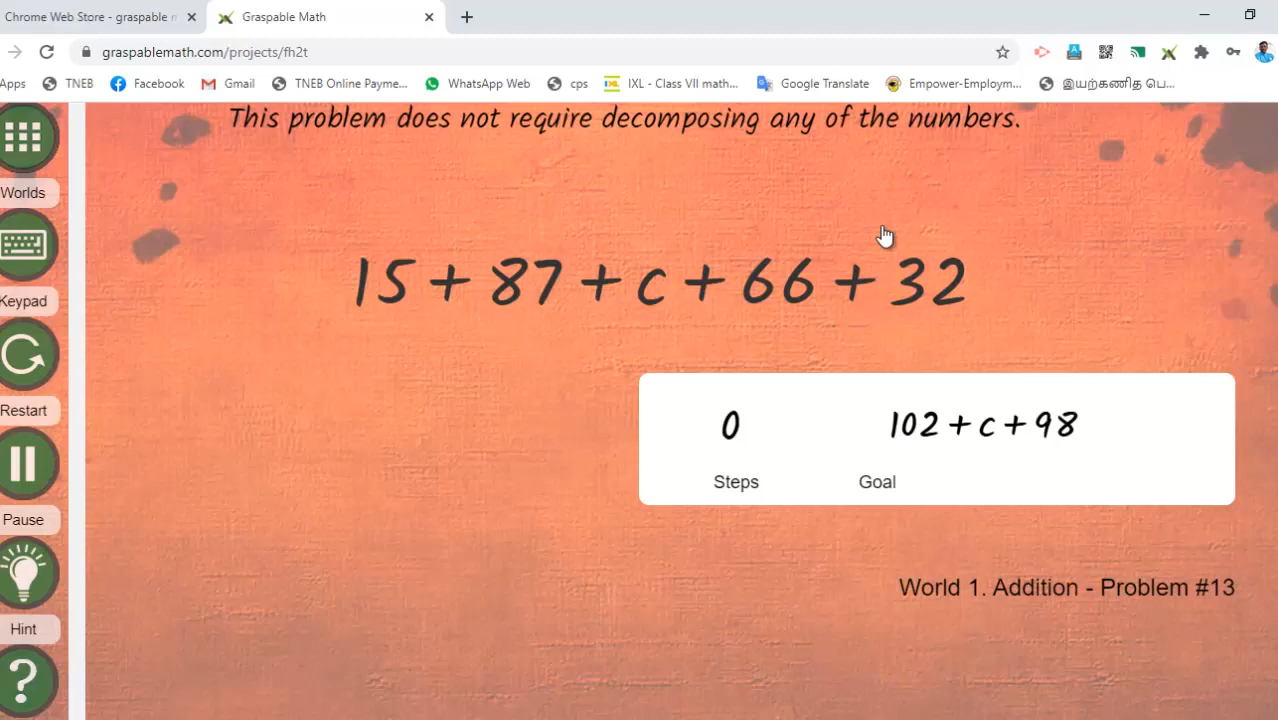 Chrome Web Store - graspable m
Graspable Math
graspablemath.com/projects/fh2t
Apps TNEB Facebook Gmail TNEB Online Payme... WhatsApp Web cps IXL - Class VII math... Google Translate Empower-Employm... இயற்கணித பெ...
This problem does not require decomposing any of the numbers.
Worlds
15 + 87 + c + 66 + 32
Keypad
Restart
0 102 + c + 98
Steps Goal
Pause
World 1. Addition - Problem #13
Hint
?